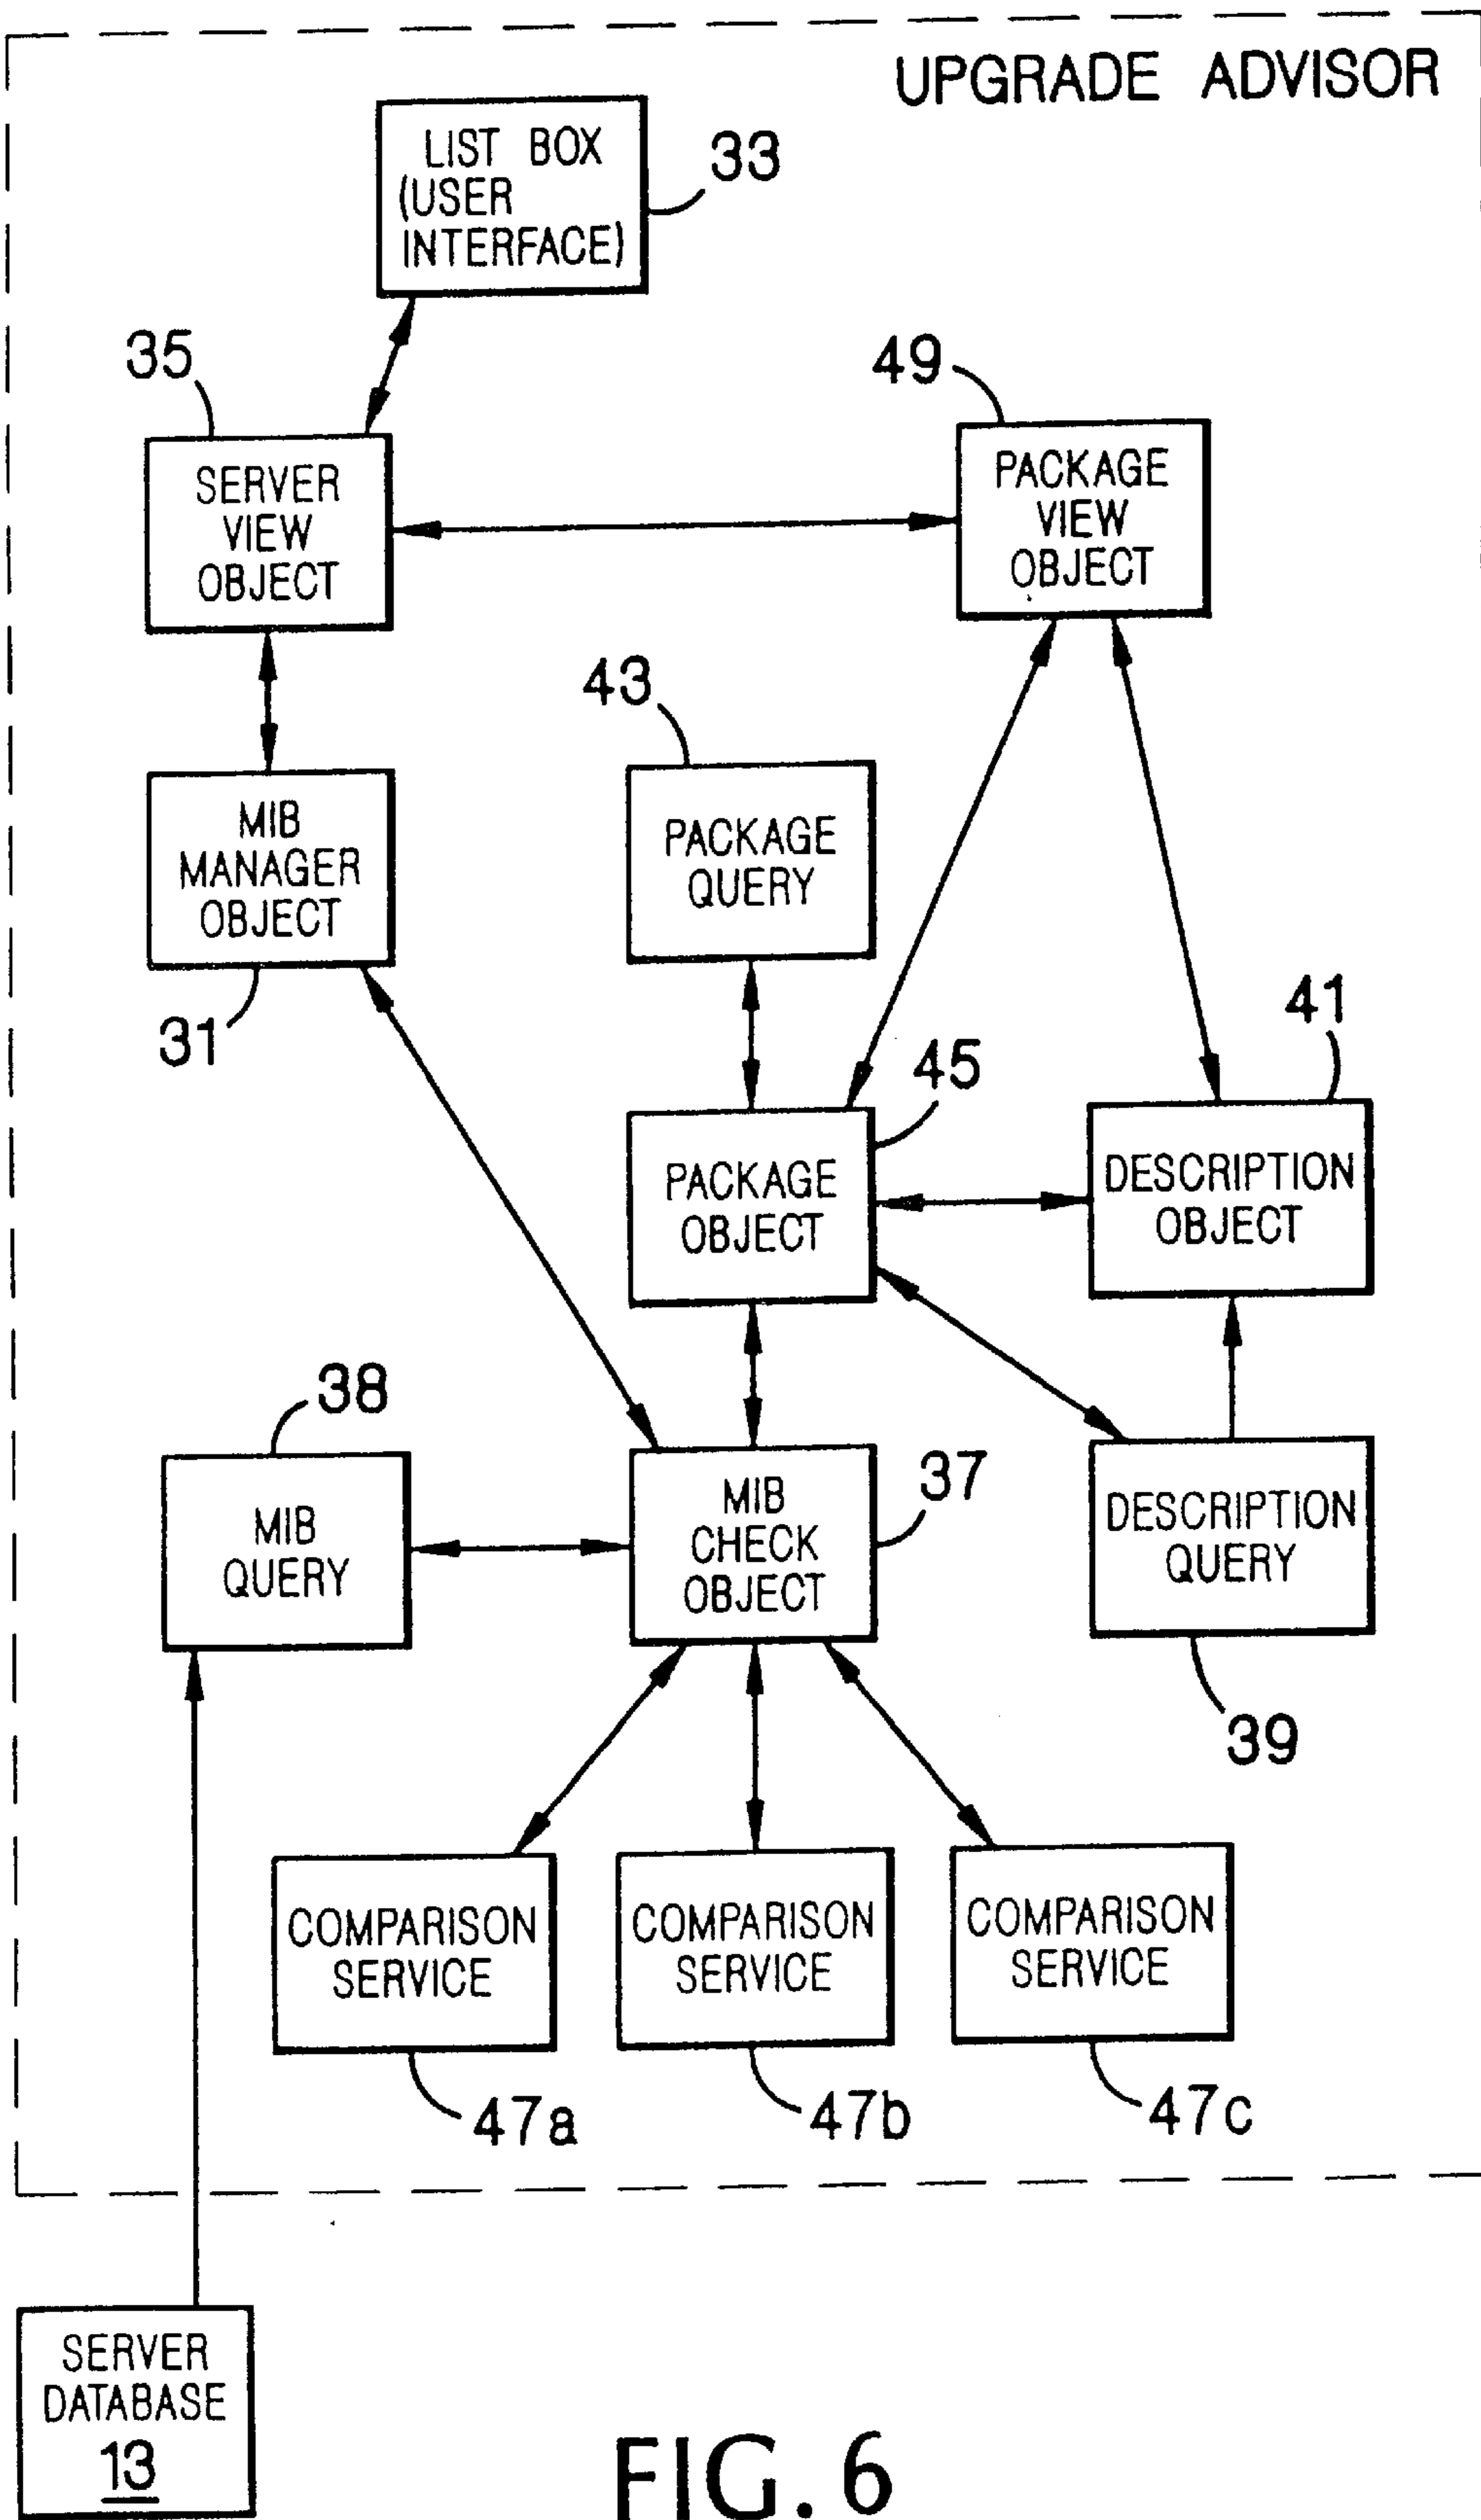 UPGRADE ADVISOR
LIST BOX
(USER
INTERFACE)
33
35
49
SERVER
VIEW
OBJECT
PACKAGE
VIEW
OBJECT
43
MIB
MANAGER
OBJECT
PACKAGE
QUERY
31
41
45
PACKAGE
OBJECT
DESCRIPTION
OBJECT
38
37
MIB
QUERY
MIB
CHECK
OBJECT
DESCRIPTION
QUERY
39
COMPARISON
SERVICE
COMPARISON
SERVICE
COMPARISON
SERVICE
47a
47b
47c
SERVER
DATABASE
13
FIG. 6